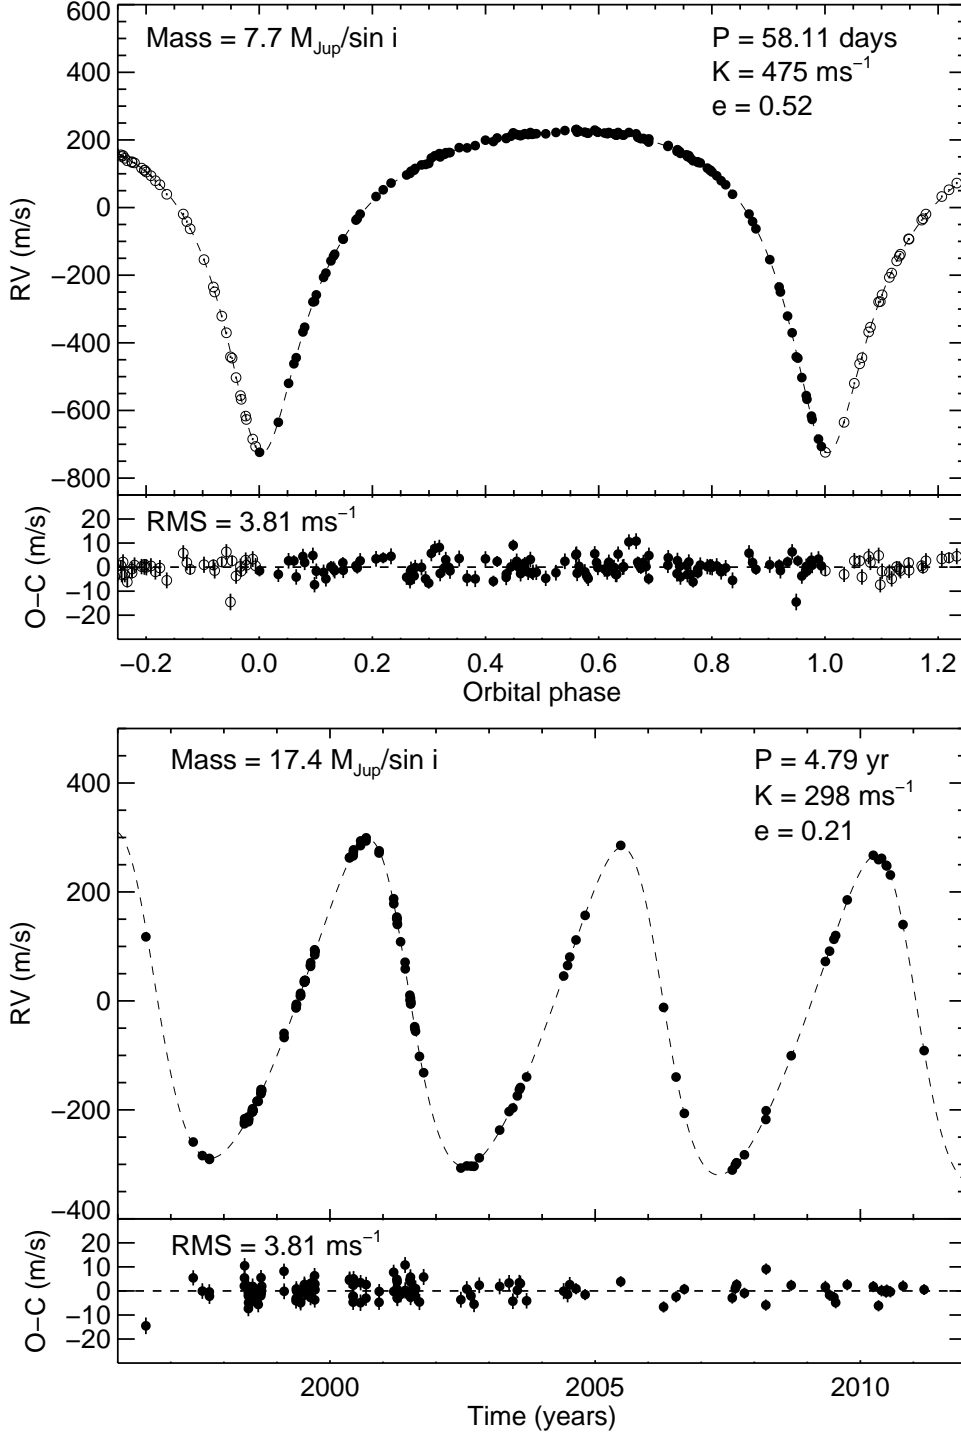 Mass = 7.7 M_Jup/sin i
P = 58.11 days
K = 475 ms⁻¹
e = 0.52
600
400
200
0
−200
−400
−600
−800
RV (m/s)
RMS = 3.81 ms⁻¹
20
10
0
−10
−20
O−C (m/s)
−0.2 0.0 0.2 0.4 0.6 0.8 1.0 1.2
Orbital phase
Mass = 17.4 M_Jup/sin i
P = 4.79 yr
K = 298 ms⁻¹
e = 0.21
400
200
0
−200
−400
RV (m/s)
RMS = 3.81 ms⁻¹
20
10
0
−10
−20
O−C (m/s)
2000 2005 2010
Time (years)